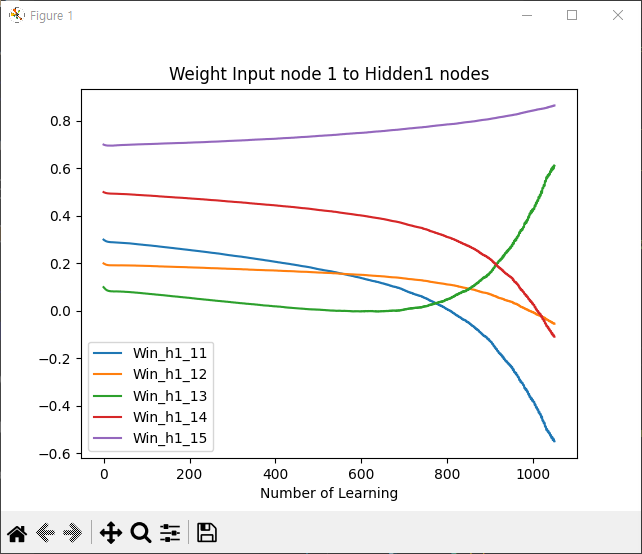 Figure 1
Weight Input node 1 to Hidden1 nodes
0.8
0.6
0.4
0.2
0.0
−0.2
−0.4
−0.6
Win_h1_11
Win_h1_12
Win_h1_13
Win_h1_14
Win_h1_15
0 200 400 600 800 1000
Number of Learning